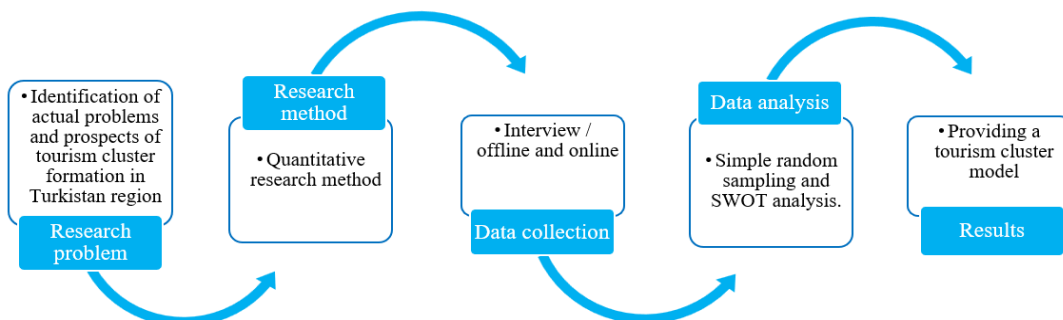 • Identification of
actual problems
and prospects of
tourism cluster
formation in
Turkistan region
Research
problem
Research
method
• Quantitative
research method
• Interview /
offline and online
Data collection
Data analysis
• Simple random
sampling and
SWOT analysis.
• Providing a
tourism cluster
model
Results